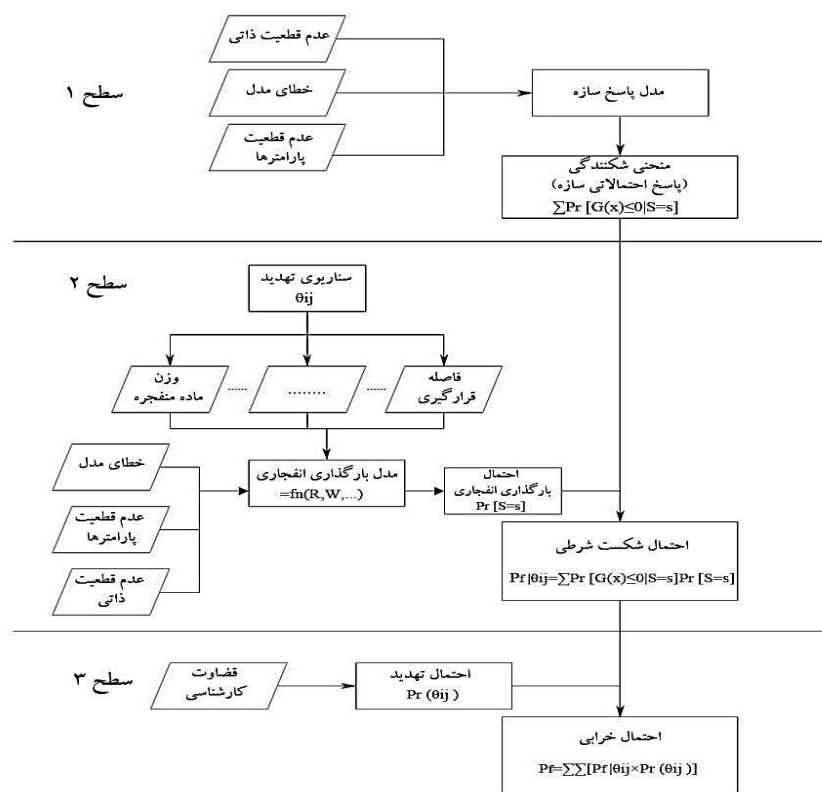 سطح ۱
عدم قطعیت ذاتی
خطای مدل
عدم قطعیت
پارامترها
مدل پاسخ سازه
منحنی شکنندگی
(پاسخ احتمالاتی سازه)
∑Pr [G(x)≤0|S=s]
سطح ۲
سناریوی تهدید
θij
وزن
ماده منفجره
......
........
......
فاصله
قرارگیری
خطای مدل
عدم قطعیت
پارامترها
عدم قطعیت
ذاتی
مدل بارگذاری انفجاری
=fn(R,W,...)
احتمال
بارگذاری انفجاری
Pr [S=s]
احتمال شکست شرطی
Pf|θij=∑Pr [G(x)≤0|S=s]Pr [S=s]
سطح ۳
قضاوت
کارشناسی
احتمال تهدید
Pr (θij )
احتمال خرابی
Pf=∑∑[Pf|θij×Pr (θij )]